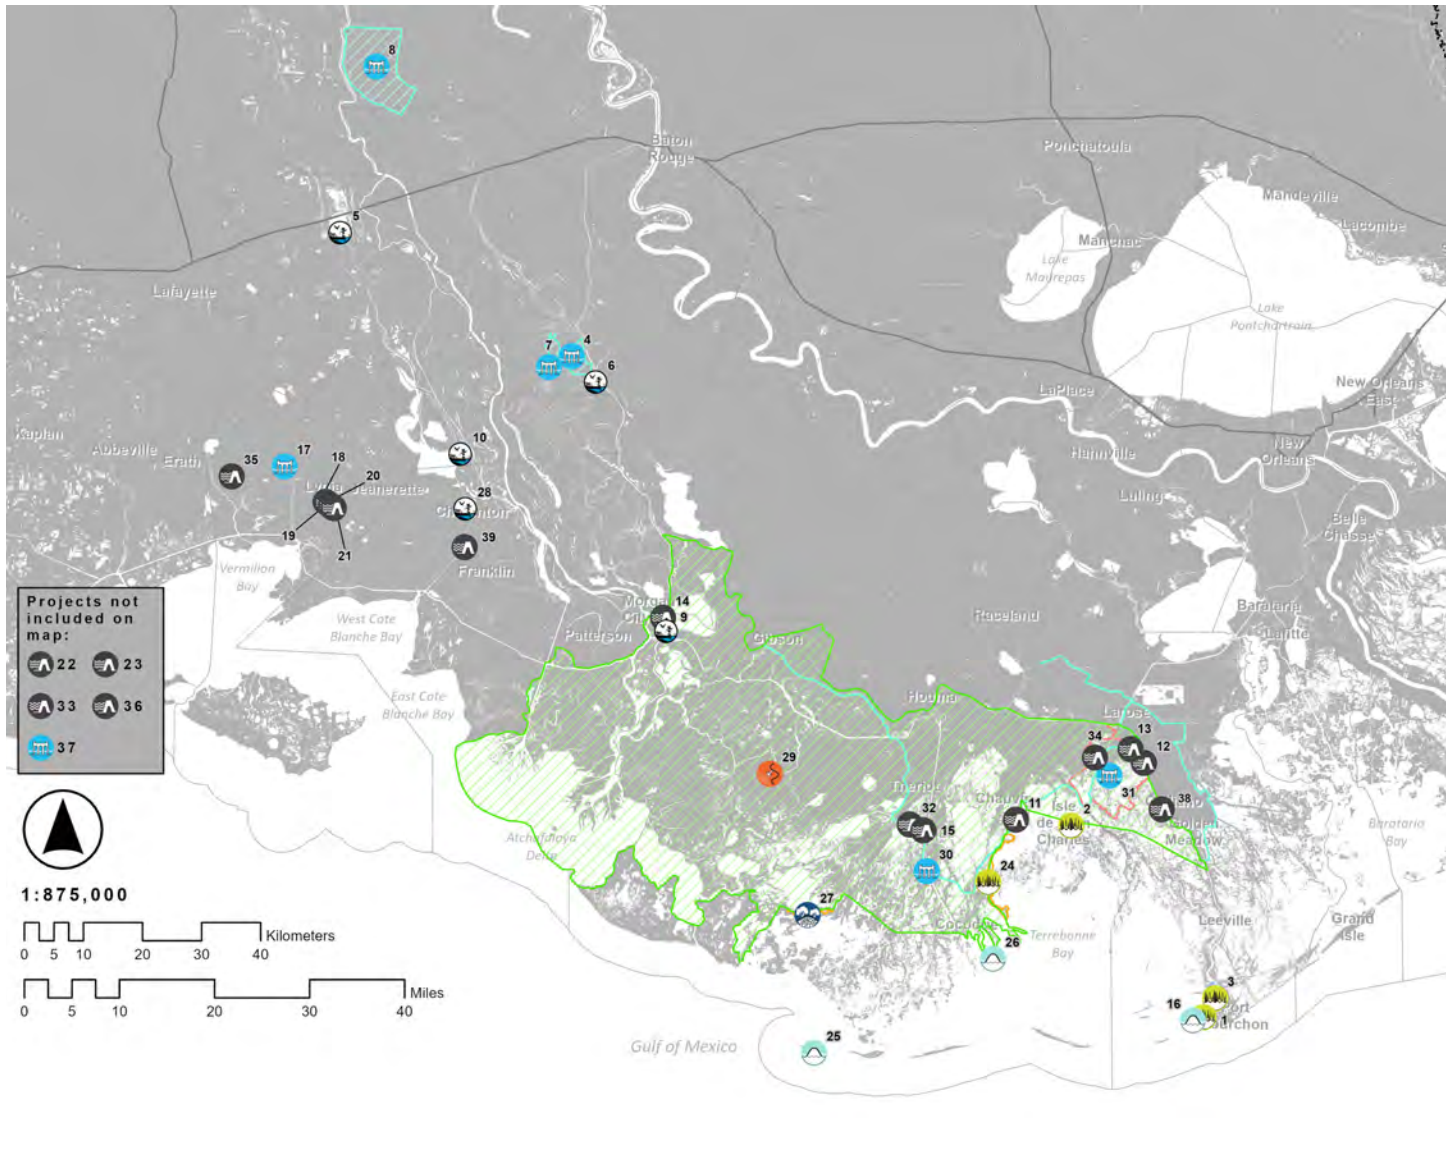 8
Baton
Rouge
Ponchatoula
Mandeville
Lacombe
5
Manchac
Lake
Maurepas
Lafayette
Lake
Pontchartrain
7
4
6
New Orleans
East
LaPlace
Kaplan
Abbeville
Erath
35
17
18
20
Jeanerette
19
21
10
28
39
Franklin
Hahnville
New
Orleans
Luling
Belle
Chasse
Vermilion
Bay
Projects not
included on
map:
22
23
33
36
37
West Cote
Blanche Bay
East Cote
Blanche Bay
14
9
Patterson
Gibson
Raceland
Barataria
Lafitte
Houma
Larose
13
12
34
31
38
29
Theriot
32
15
30
11
Isle
de
Charles
2
24
Golden
Meadow
Barataria
Bay
Atchafalaya
Delta
27
26
Terrebonne
Bay
Leeville
Grand
Isle
3
16
1
25
Gulf of Mexico
1:875,000
Kilometers
0 5 10 20 30 40
Miles
0 5 10 20 30 40